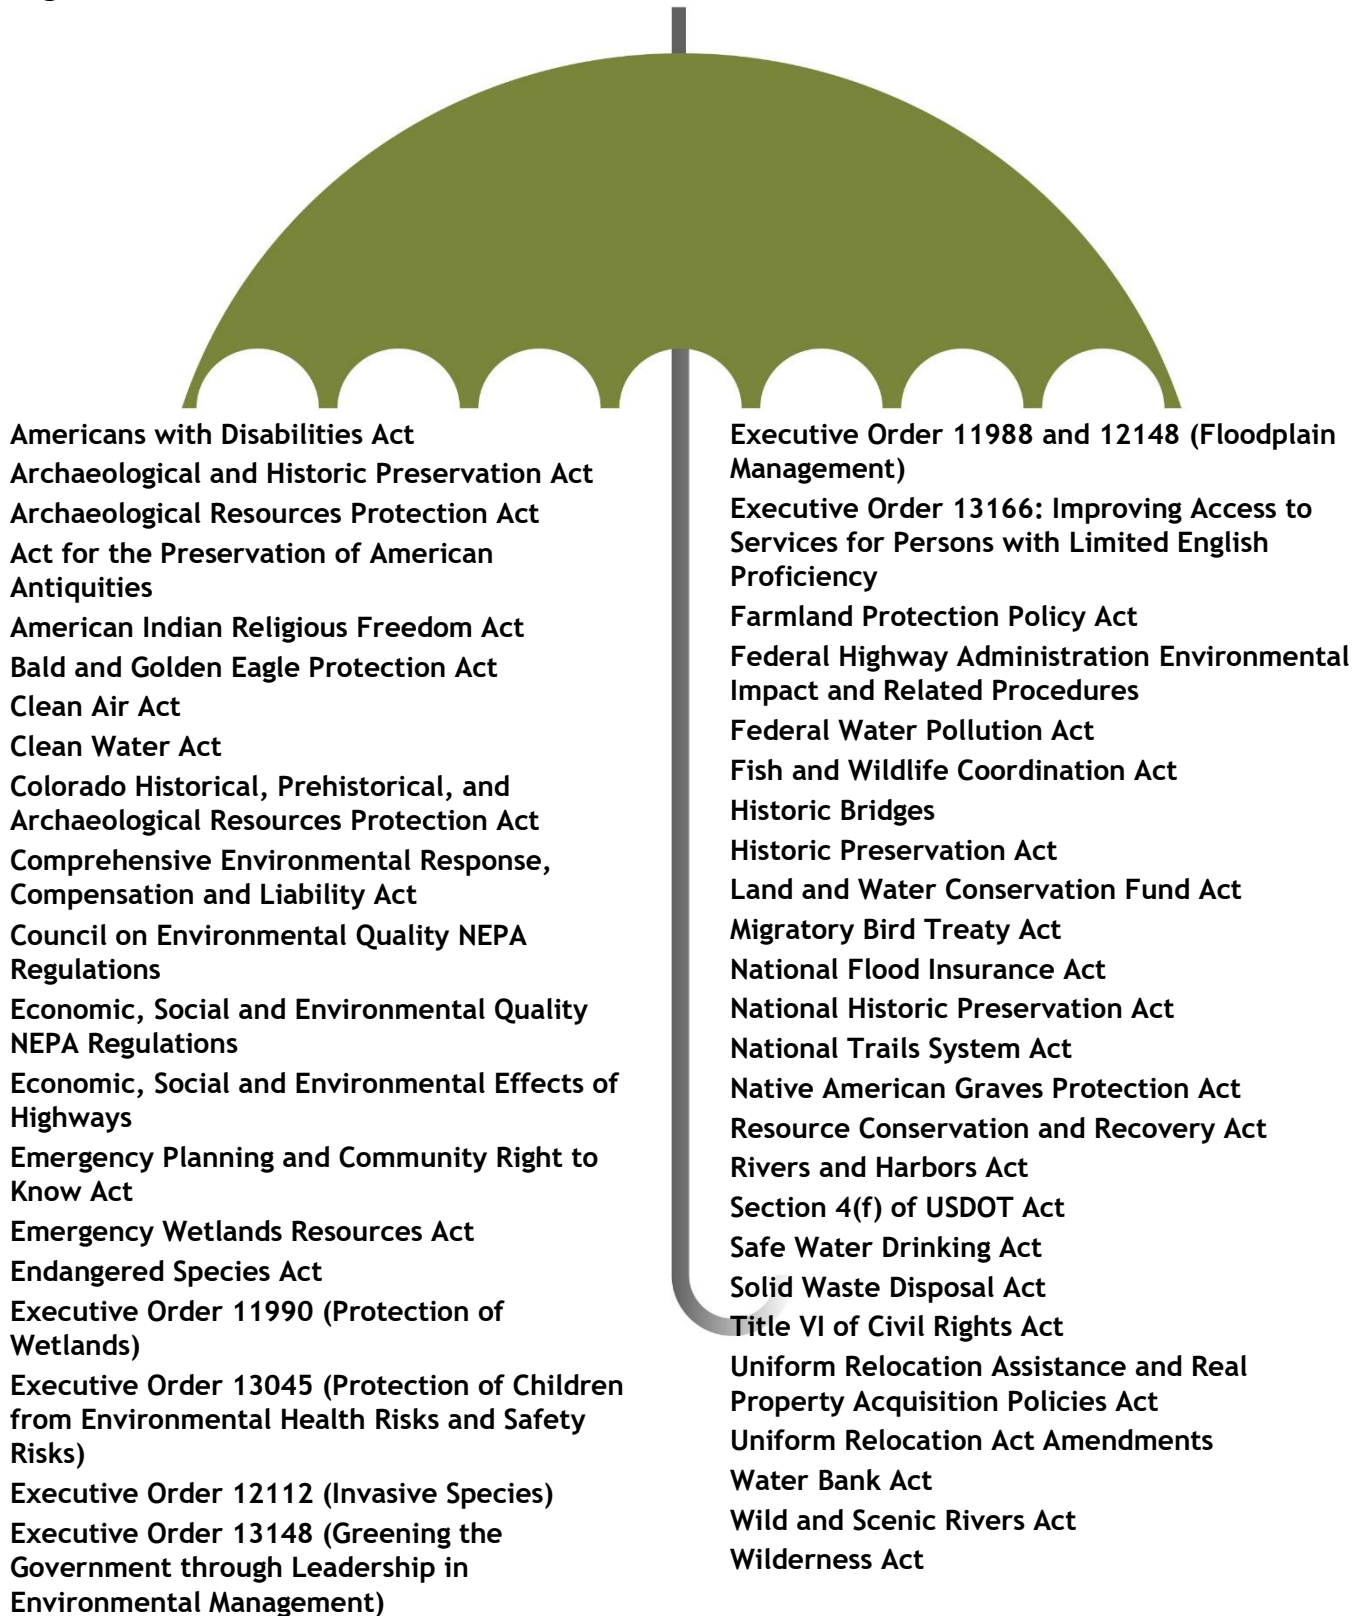 Americans with Disabilities Act
Archaeological and Historic Preservation Act
Archaeological Resources Protection Act
Act for the Preservation of American
Antiquities
American Indian Religious Freedom Act
Bald and Golden Eagle Protection Act
Clean Air Act
Clean Water Act
Colorado Historical, Prehistorical, and
Archaeological Resources Protection Act
Comprehensive Environmental Response,
Compensation and Liability Act
Council on Environmental Quality NEPA
Regulations
Economic, Social and Environmental Quality
NEPA Regulations
Economic, Social and Environmental Effects of
Highways
Emergency Planning and Community Right to
Know Act
Emergency Wetlands Resources Act
Endangered Species Act
Executive Order 11990 (Protection of
Wetlands)
Executive Order 13045 (Protection of Children
from Environmental Health Risks and Safety
Risks)
Executive Order 12112 (Invasive Species)
Executive Order 13148 (Greening the
Government through Leadership in
Environmental Management)
Executive Order 11988 and 12148 (Floodplain
Management)
Executive Order 13166: Improving Access to
Services for Persons with Limited English
Proficiency
Farmland Protection Policy Act
Federal Highway Administration Environmental
Impact and Related Procedures
Federal Water Pollution Act
Fish and Wildlife Coordination Act
Historic Bridges
Historic Preservation Act
Land and Water Conservation Fund Act
Migratory Bird Treaty Act
National Flood Insurance Act
National Historic Preservation Act
National Trails System Act
Native American Graves Protection Act
Resource Conservation and Recovery Act
Rivers and Harbors Act
Section 4(f) of USDOT Act
Safe Water Drinking Act
Solid Waste Disposal Act
Title VI of Civil Rights Act
Uniform Relocation Assistance and Real
Property Acquisition Policies Act
Uniform Relocation Act Amendments
Water Bank Act
Wild and Scenic Rivers Act
Wilderness Act